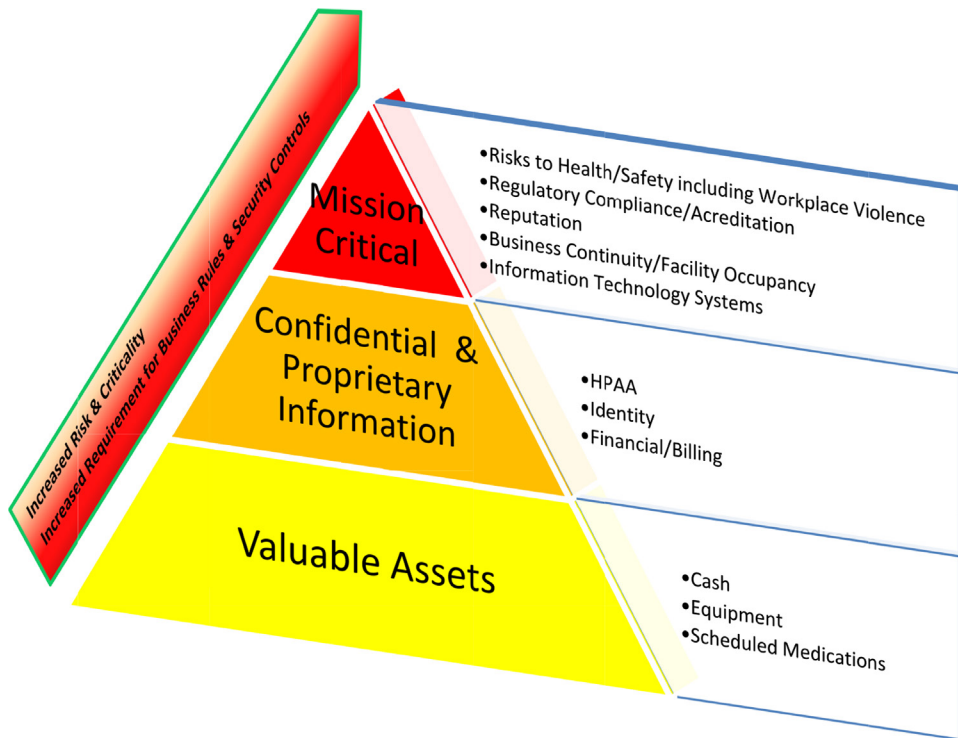 Increased Risk & Criticality
Increased Requirement for Business Rules & Security Controls
Mission
Critical
•Risks to Health/Safety including Workplace Violence
•Regulatory Compliance/Acreditation
•Reputation
•Business Continuity/Facility Occupancy
•Information Technology Systems
Confidential &
Proprietary
Information
•HPAA
•Identity
•Financial/Billing
Valuable Assets
•Cash
•Equipment
•Scheduled Medications